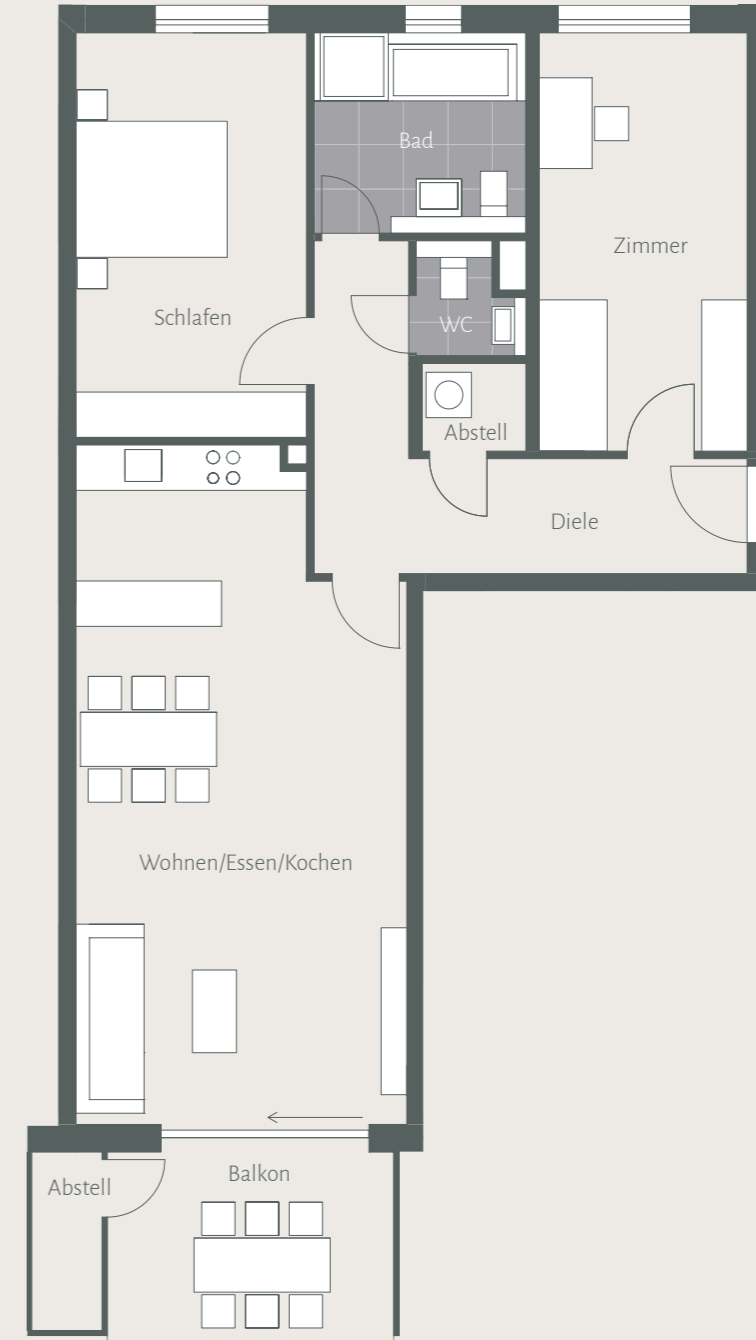 Bad
Zimmer
Schlafen
WC
Abstell
Diele
Wohnen/Essen/Kochen
Balkon
Abstell